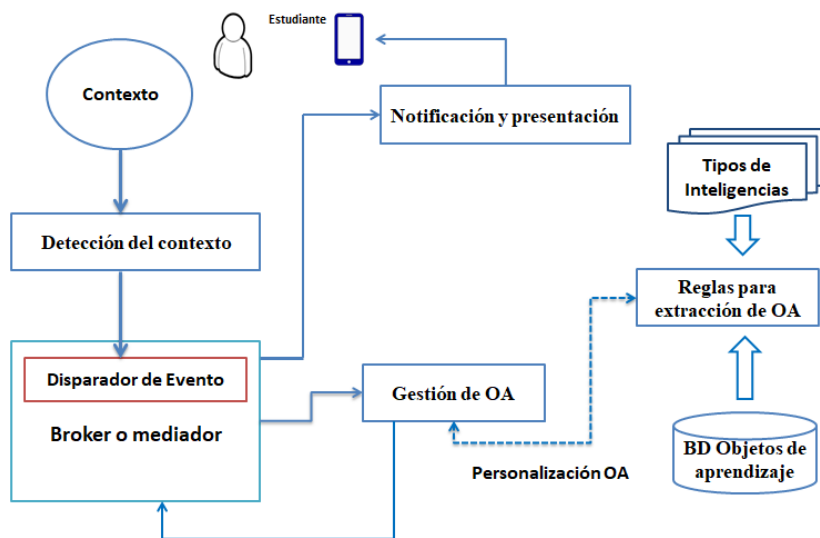 Estudiante
Contexto
Notificación y presentación
Tipos de
Inteligencias
Detección del contexto
Reglas para
extracción de OA
Disparador de Evento
Gestión de OA
Broker o mediador
BD Objetos de
aprendizaje
Personalización OA